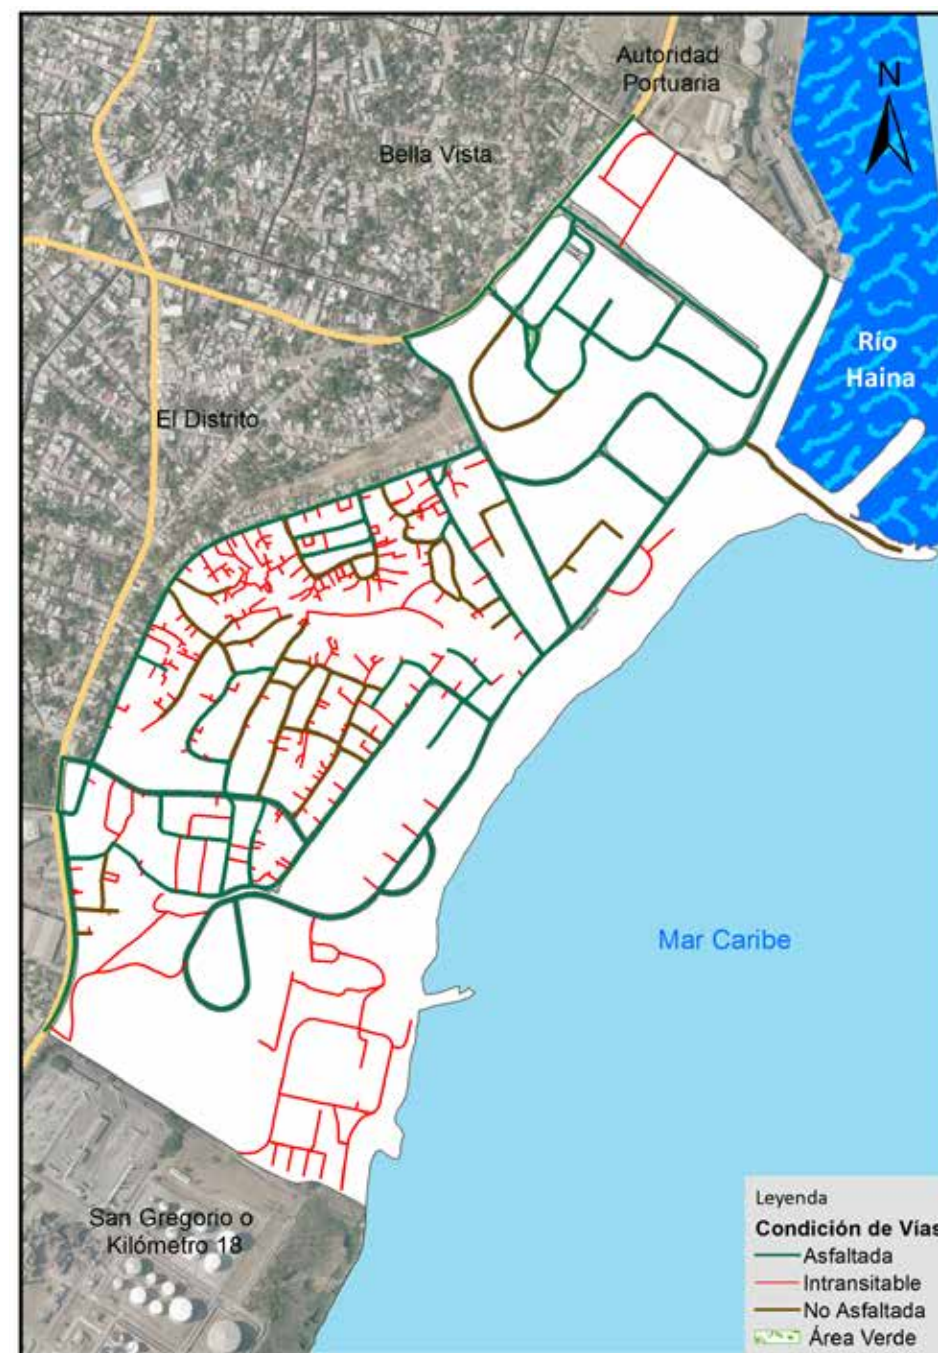 Autoridad
Portuaria
N
Bella Vista
Río
Haina
El Distrito
Mar Caribe
San Gregorio o
Kilómetro 18
Leyenda
Condición de Vías
Asfaltada
Intransitable
No Asfaltada
Área Verde